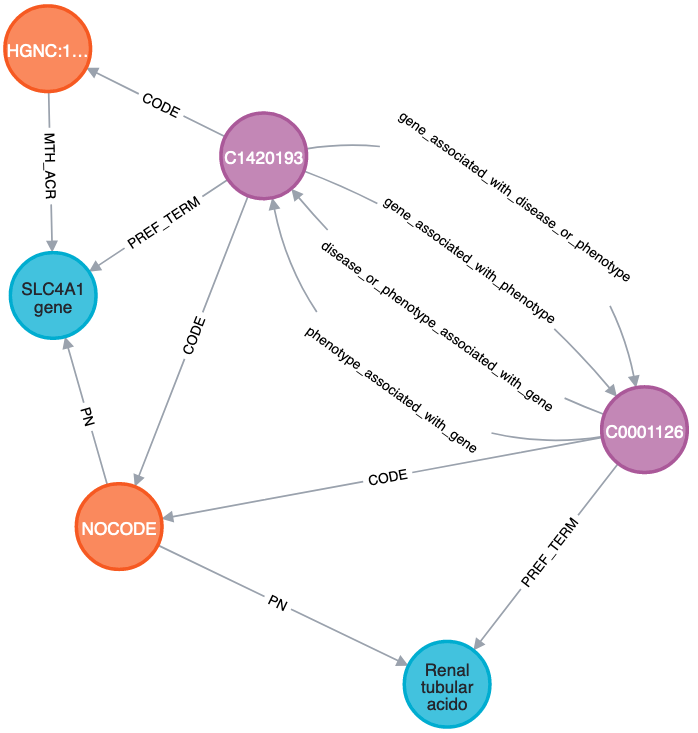 HGNC:1...
CODE
MTH_ACR
C1420193
gene_associated_with_disease_or_phenotype
PREF_TERM
gene_associated_with_phenotype
disease_or_phenotype_associated_with_gene
SLC4A1
gene
CODE
phenotype_associated_with_gene
PN
C0001126
CODE
NOCODE
PREF_TERM
PN
Renal
tubular
acido